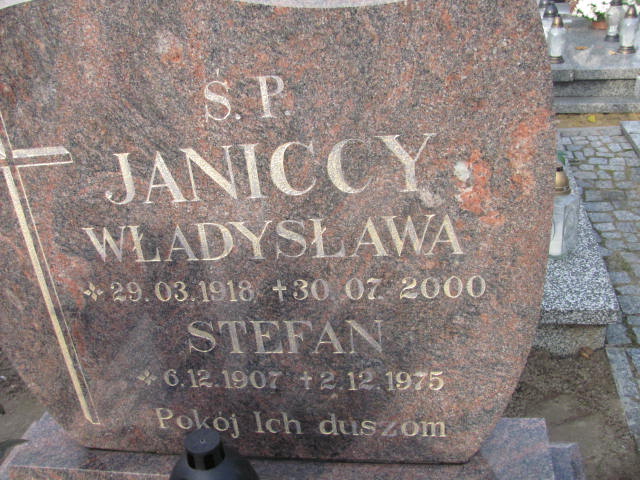 Ś.P.
JANICCY
WŁADYSŁAWA
29.03.1918 +30.07.2000
STEFAN
6.12.1907 +2.12.1975
Pokój Ich duszom